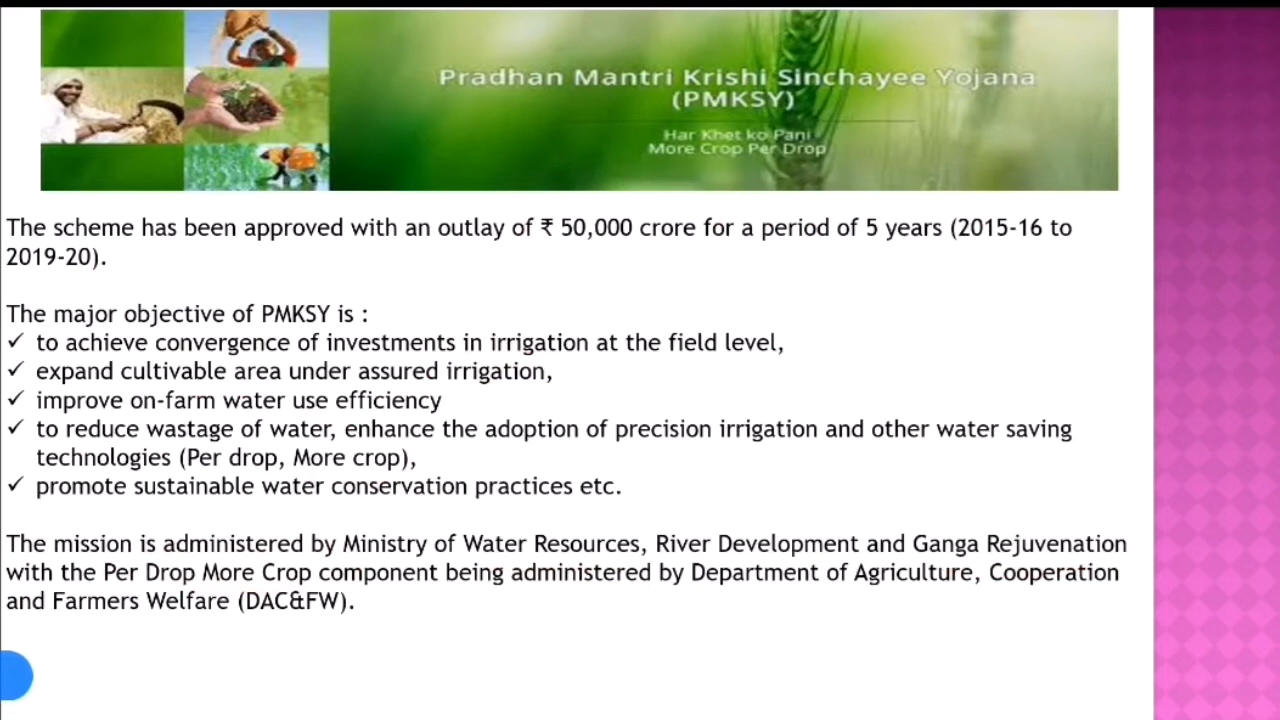 Pradhan Mantri Krishi Sinchayee Yojana
(PMKSY)
Har Khet ko Pani
More Crop Per Drop
The scheme has been approved with an outlay of ₹ 50,000 crore for a period of 5 years (2015-16 to
2019-20).
The major objective of PMKSY is :
✓ to achieve convergence of investments in irrigation at the field level,
✓ expand cultivable area under assured irrigation,
✓ improve on-farm water use efficiency
✓ to reduce wastage of water, enhance the adoption of precision irrigation and other water saving
technologies (Per drop, More crop),
✓ promote sustainable water conservation practices etc.
The mission is administered by Ministry of Water Resources, River Development and Ganga Rejuvenation
with the Per Drop More Crop component being administered by Department of Agriculture, Cooperation
and Farmers Welfare (DAC&FW).